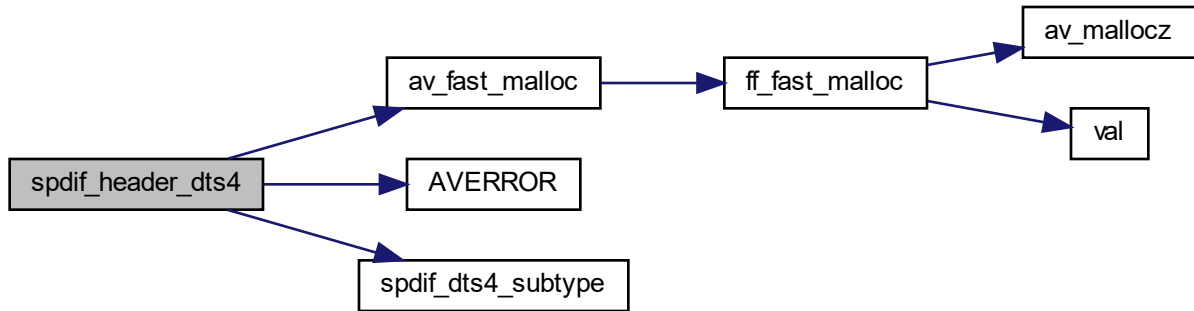 av_mallocz
av_fast_malloc
ff_fast_malloc
val
spdif_header_dts4
AVERROR
spdif_dts4_subtype